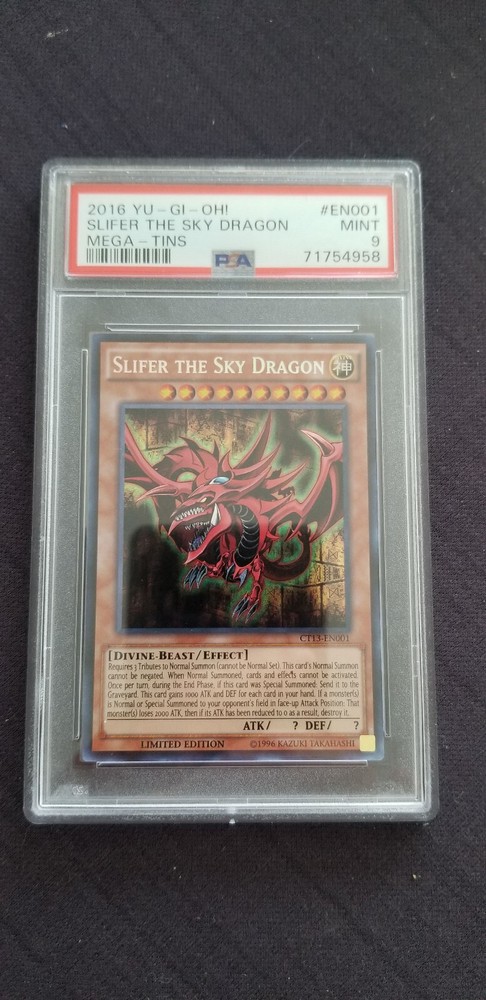 2016 YU-GI-OH! #EN001
SLIFER THE SKY DRAGON MINT
MEGA-TINS 9
PSA 71754958
SLIFER THE SKY DRAGON 神
CT13-EN001
[DIVINE-BEAST/EFFECT]
Requires 3 Tributes to Normal Summon (cannot be Normal Set). This card's Normal Summon
cannot be negated. When Normal Summoned, cards and effects cannot be activated.
Once per turn, during the End Phase, if this card was Special Summoned: Send it to the
Graveyard. This card gains 1000 ATK and DEF for each card in your hand. If a monster(s)
is Normal or Special Summoned to your opponent's field in face-up Attack Position: That
monster(s) loses 2000 ATK, then if its ATK has been reduced to 0 as a result, destroy it.
ATK/ ? DEF/ ?
LIMITED EDITION ©1996 KAZUKI TAKAHASHI